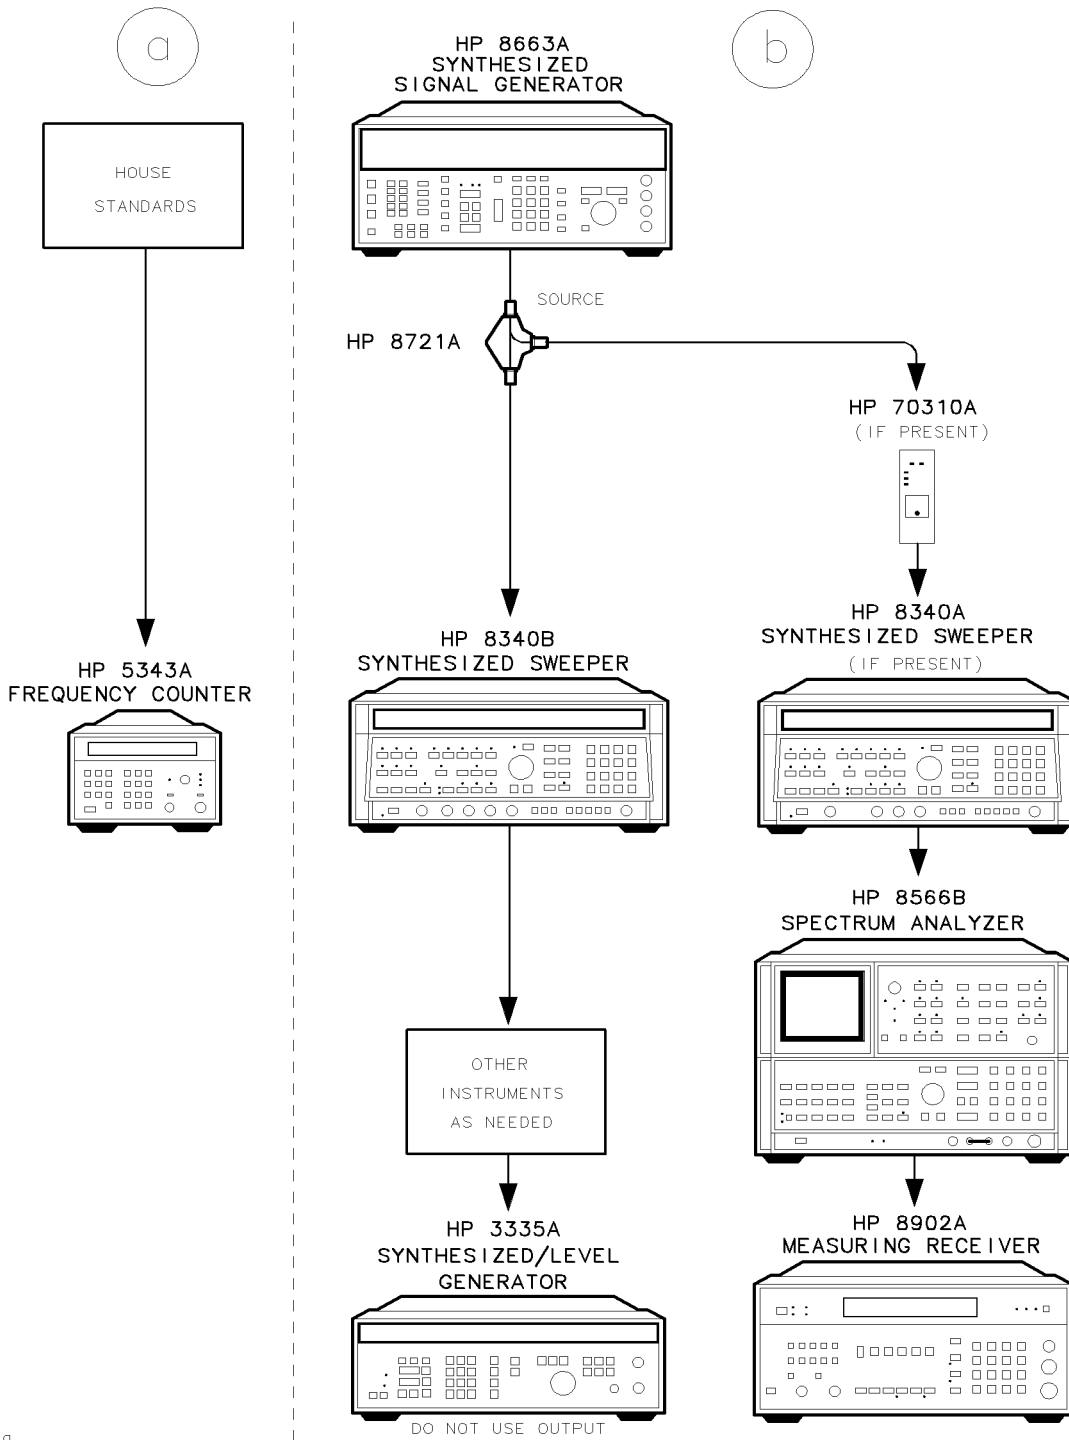 a
HOUSE
STANDARDS
HP 5343A
FREQUENCY COUNTER
b
HP 8663A
SYNTHESIZED
SIGNAL GENERATOR
SOURCE
HP 8721A
HP 70310A
(IF PRESENT)
HP 8340B
SYNTHESIZED SWEEPER
HP 8340A
SYNTHESIZED SWEEPER
(IF PRESENT)
HP 8566B
SPECTRUM ANALYZER
OTHER
INSTRUMENTS
AS NEEDED
HP 3335A
SYNTHESIZED/LEVEL
GENERATOR
HP 8902A
MEASURING RECEIVER
DO NOT USE OUTPUT